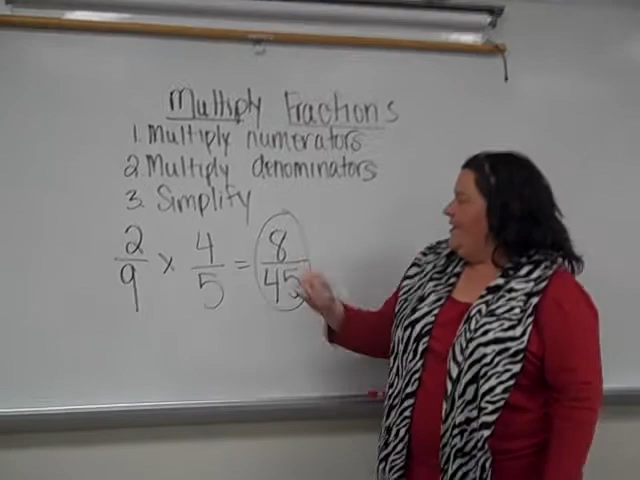 Multiply Fractions
1. Multiply numerators
2. Multiply denominators
3. Simplify
2/9 x 4/5 = 8/45